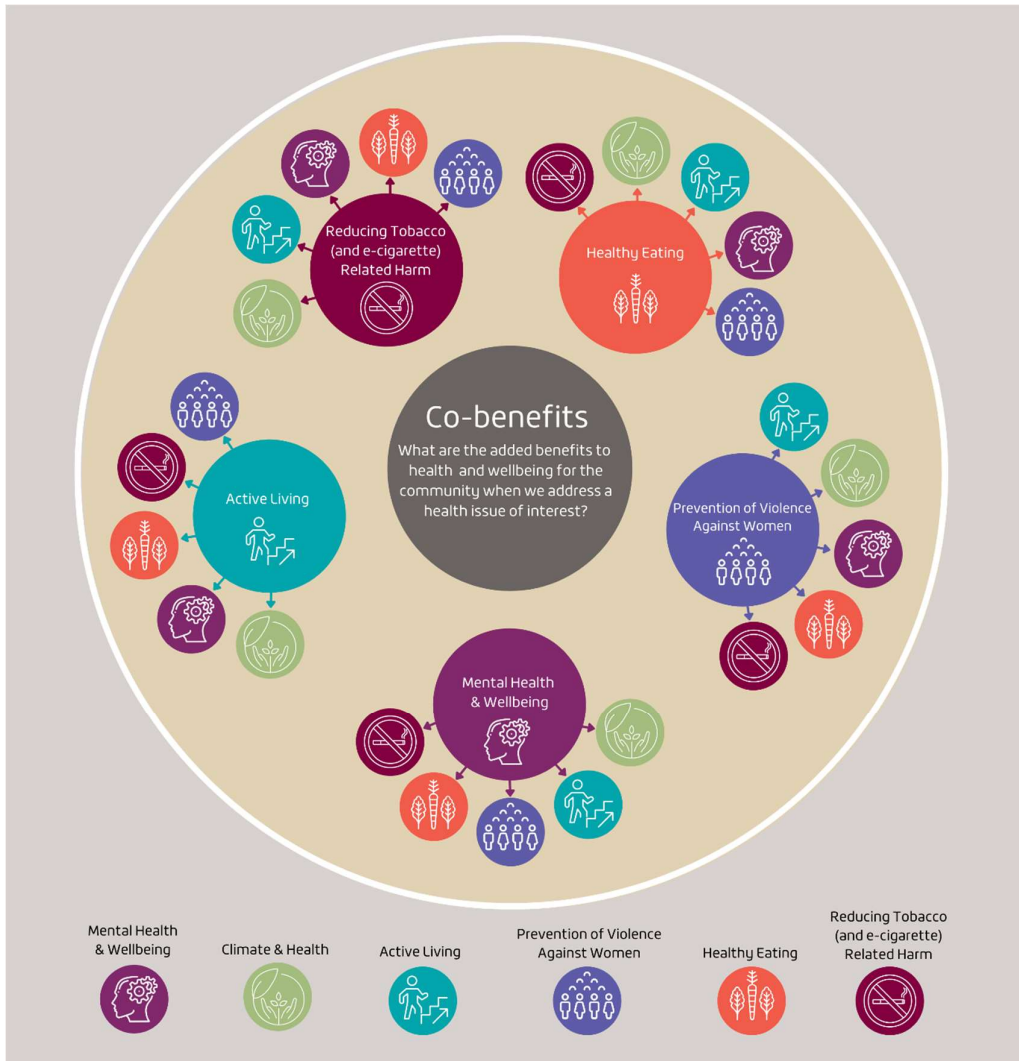 Reducing Tobacco
(and e-cigarette)
Related Harm
Healthy Eating
Co-benefits
What are the added benefits to
health and wellbeing for the
community when we address a
health issue of interest?
Active Living
Prevention of Violence
Against Women
Mental Health
& Wellbeing
Mental Health
& Wellbeing
Climate & Health
Active Living
Prevention of Violence
Against Women
Healthy Eating
Reducing Tobacco
(and e-cigarette)
Related Harm